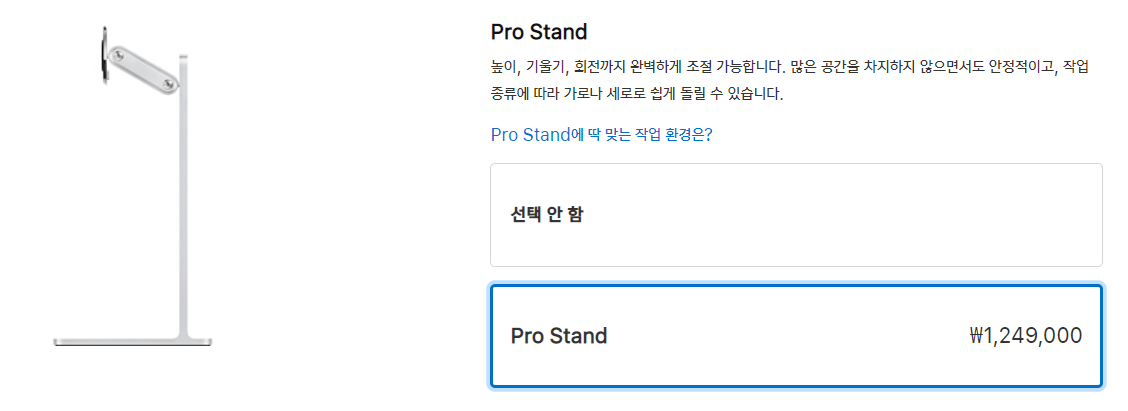 Pro Stand
높이, 기울기, 회전까지 완벽하게 조절 가능합니다. 많은 공간을 차지하지 않으면서도 안정적이고, 작업
종류에 따라 가로나 세로로 쉽게 돌릴 수 있습니다.
Pro Stand에 딱 맞는 작업 환경은?
선택 안 함
Pro Stand ₩1,249,000